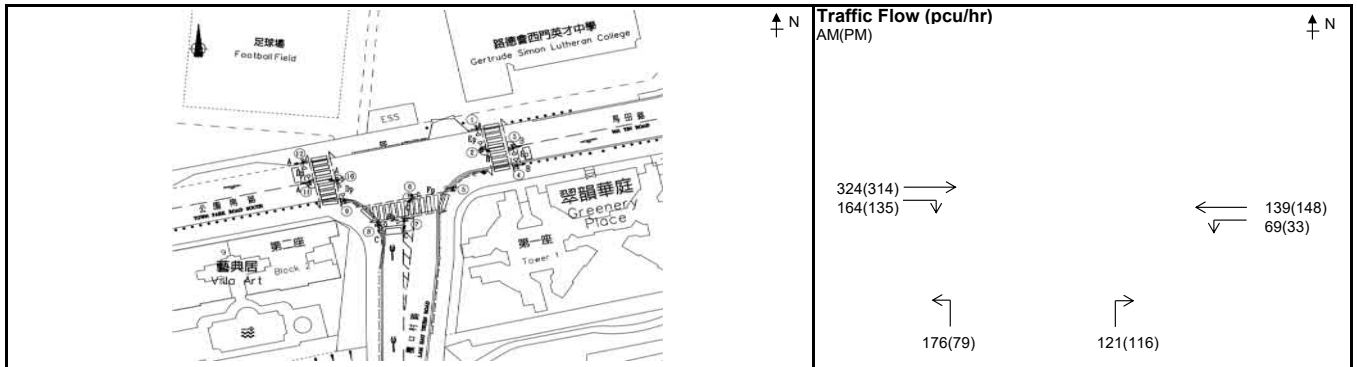 N
足球場
Football Field
路德會西門英才中學
Gertrude Simon Lutheran College
ESS
馬田路
MA TIN ROAD
公園南路
TOWN PARK ROAD SOUTH
翠韻華庭
Greenery
Place
第一座
Tower 1
第二座
Block 2
藝典居
Villa Art
Traffic Flow (pcu/hr)
AM(PM)
N
324(314)
164(135)
139(148)
69(33)
176(79)
121(116)